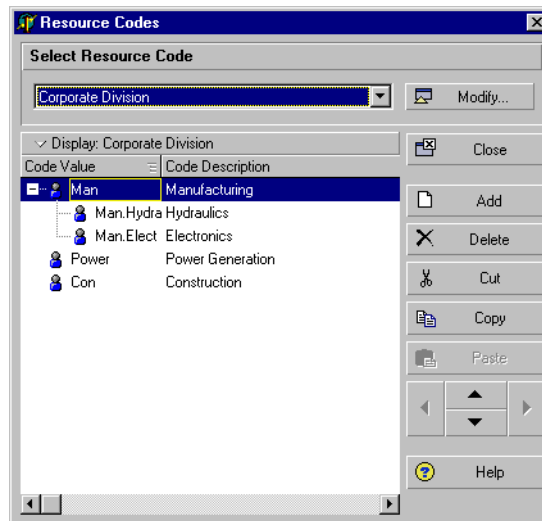 Resource Codes
Select Resource Code
Corporate Division
Modify...
Display: Corporate Division
Close
Code Value Code Description
Man Manufacturing
Add
Man.Hydra Hydraulics
Man.Elect Electronics
Delete
Power Power Generation
Con Construction
Cut
Copy
Paste
Help